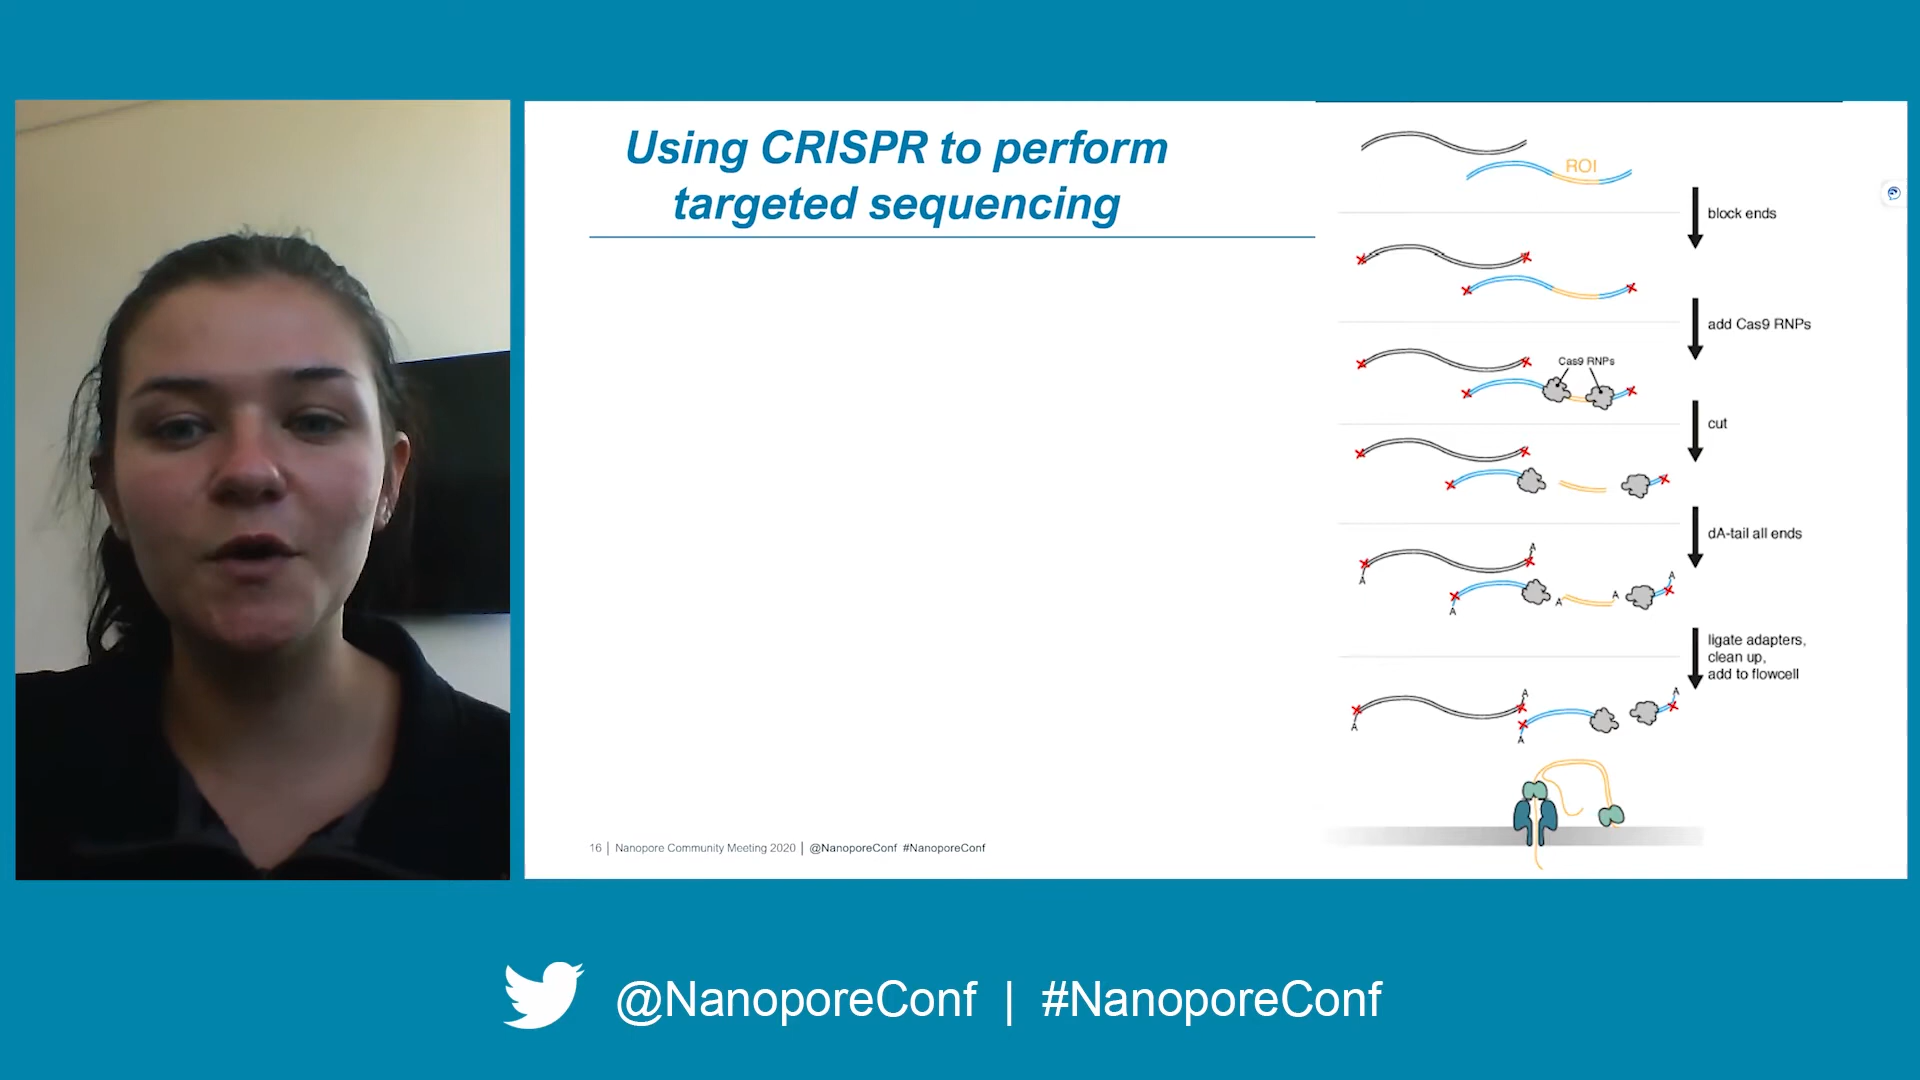 Using CRISPR to perform
targeted sequencing
ROI
block ends
add Cas9 RNPs
Cas9 RNPs
cut
dA-tail all ends
A
A
A
A
A
A
ligate adapters,
clean up,
add to flowcell
A
A
A
A
16 | Nanopore Community Meeting 2020 | @NanoporeConf #NanoporeConf
@NanoporeConf | #NanoporeConf